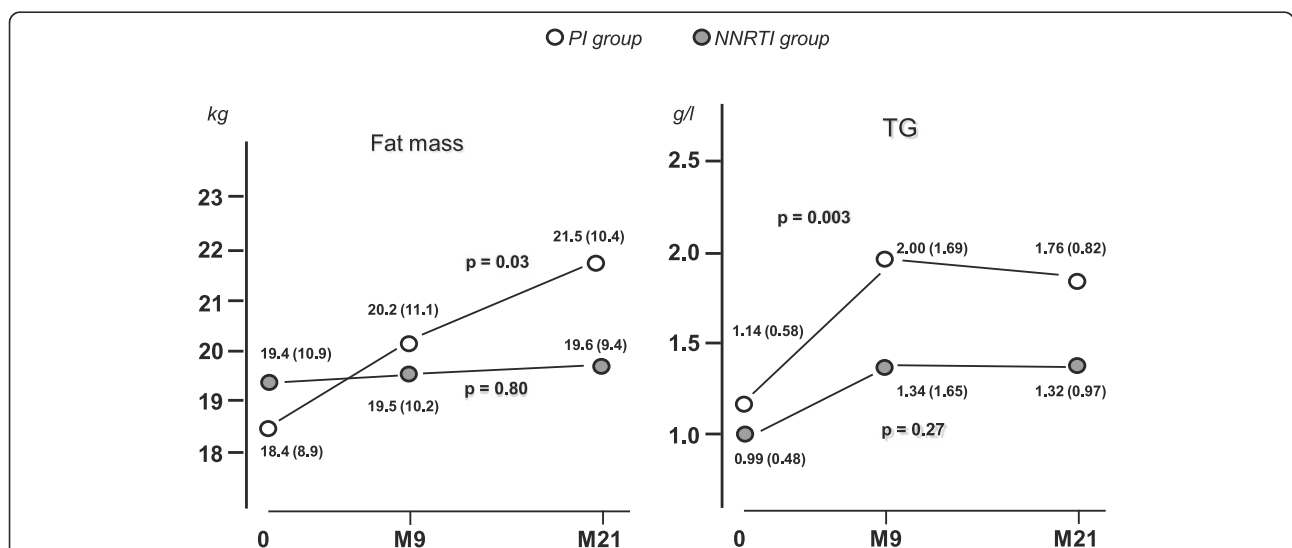 PI group NNRTI group
kg
Fat mass
23
22
21
20
19
18
21.5 (10.4)
p = 0.03
20.2 (11.1)
19.4 (10.9)
19.6 (9.4)
p = 0.80
19.5 (10.2)
18.4 (8.9)
0 M9 M21
g/l
TG
2.5
2.0
1.5
1.0
p = 0.003
2.00 (1.69)
1.76 (0.82)
1.14 (0.58)
1.34 (1.65)
1.32 (0.97)
p = 0.27
0.99 (0.48)
0 M9 M21